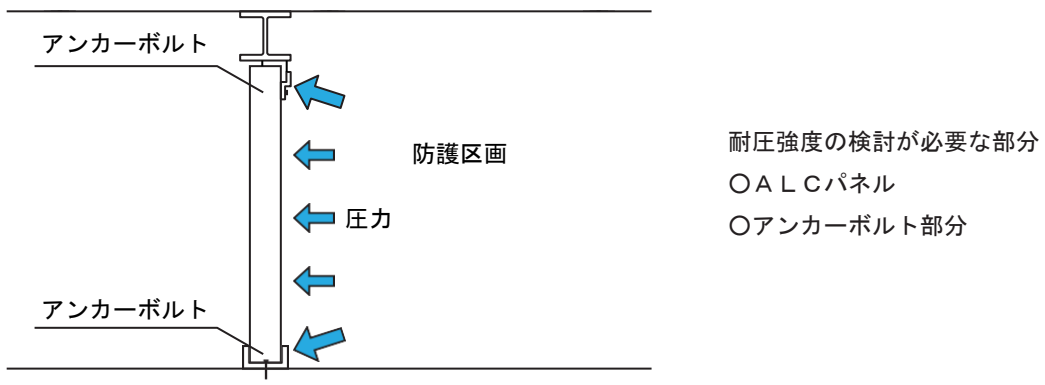 アンカーボルト
防護区画
圧力
アンカーボルト
耐圧強度の検討が必要な部分
〇ＡＬＣパネル
〇アンカーボルト部分